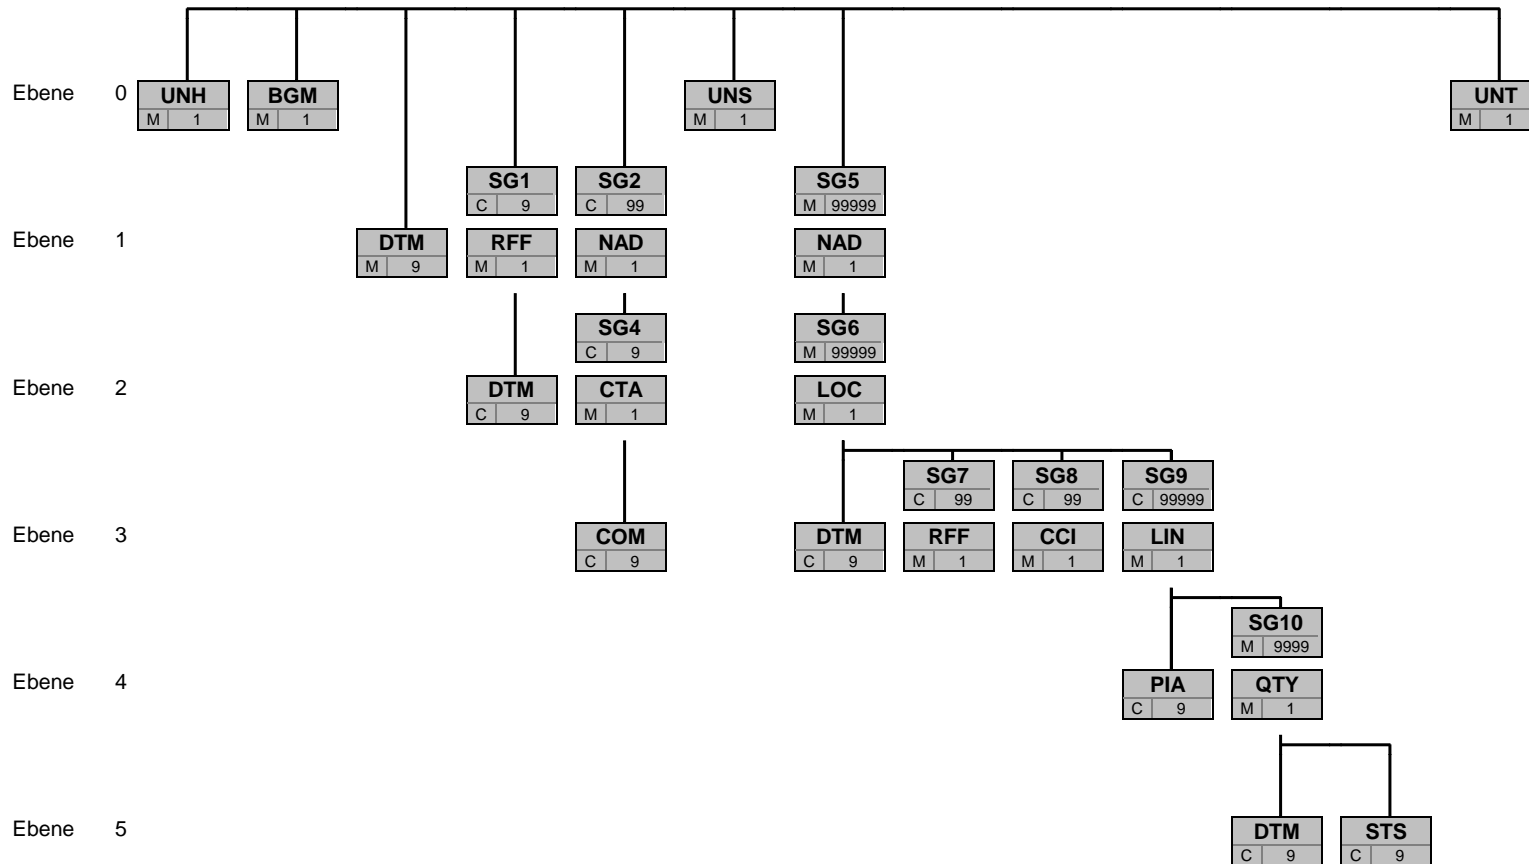 Ebene 0 UNH BGM UNS UNT
M 1 M 1 M 1 M 1
SG1 SG2 SG5
C 9 C 99 M 99999
Ebene 1 DTM RFF NAD NAD
M 9 M 1 M 1 M 1
SG4 SG6
C 9 M 99999
Ebene 2 DTM CTA LOC
C 9 M 1 M 1
SG7 SG8 SG9
C 99 C 99 C 99999
Ebene 3 COM DTM RFF CCI LIN
C 9 C 9 M 1 M 1 M 1
SG10
M 9999
Ebene 4 PIA QTY
C 9 M 1
Ebene 5 DTM STS
C 9 C 9